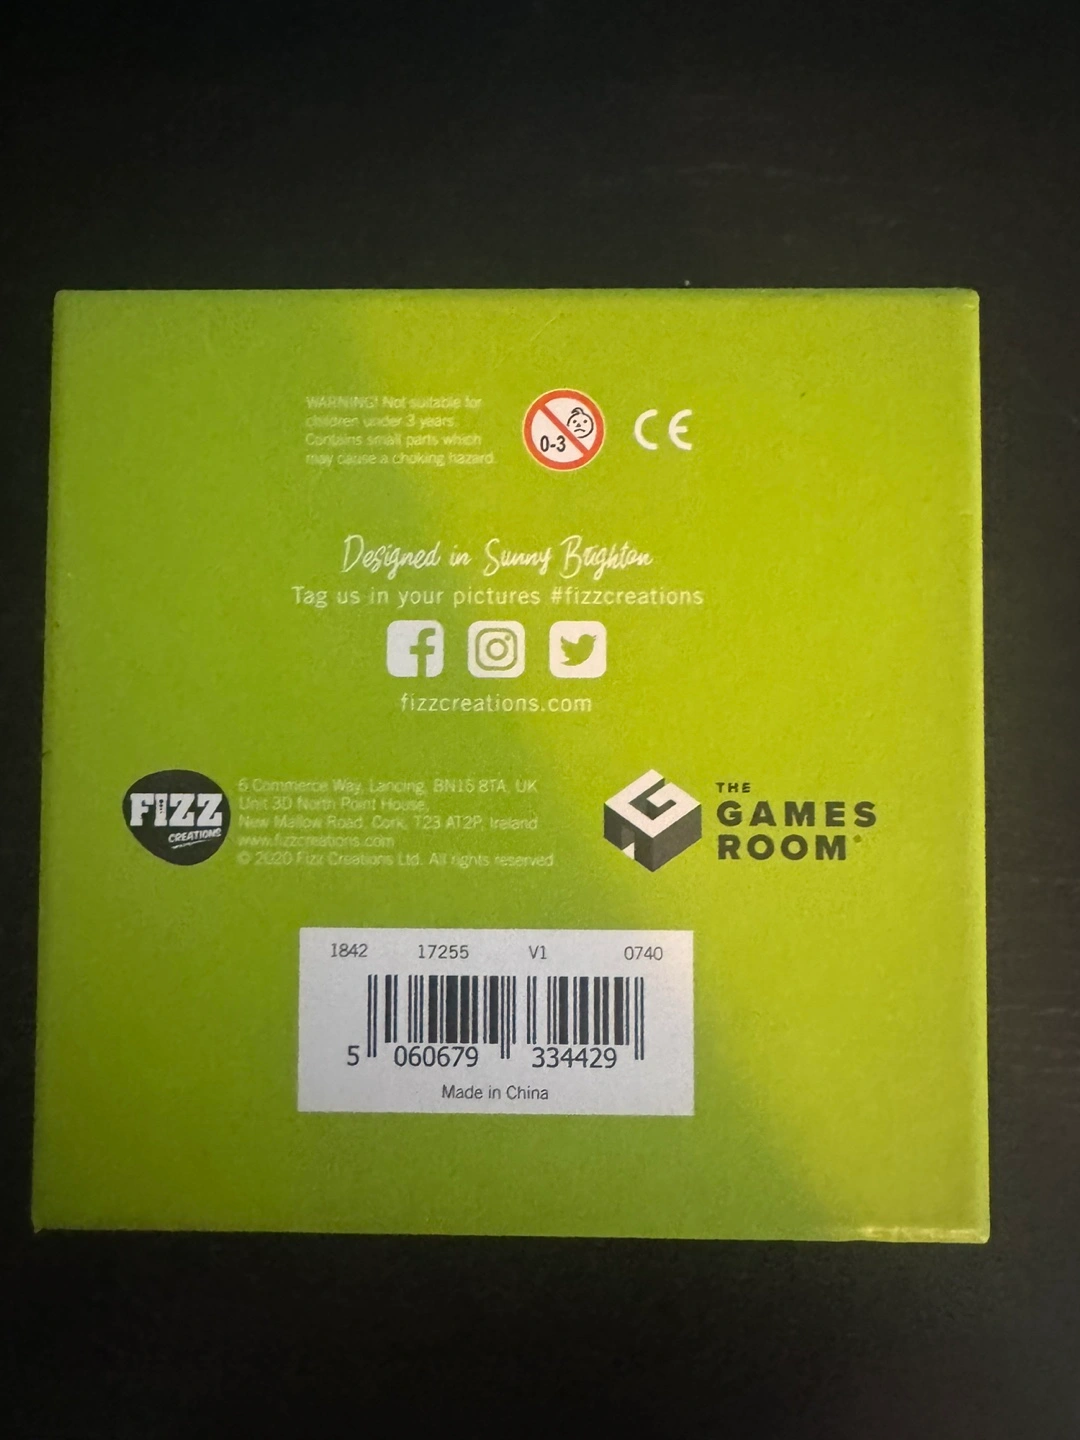 WARNING! Not suitable for
children under 3 years.
Contains small parts which
may cause a choking hazard.
0-3
CE
Designed in Sunny Brighton
Tag us in your pictures #fizzcreations
fizzcreations.com
FIZZ
CREATIONS
6 Commerce Way, Lancing, BN15 8TA, UK
Unit 3D North Point House,
New Mallow Road, Cork, T23 AT2P, Ireland
www.fizzcreations.com
© 2020 Fizz Creations Ltd. All rights reserved
THE
GAMES
ROOM®
1842 17255 V1 0740
5 060679 334429
Made in China